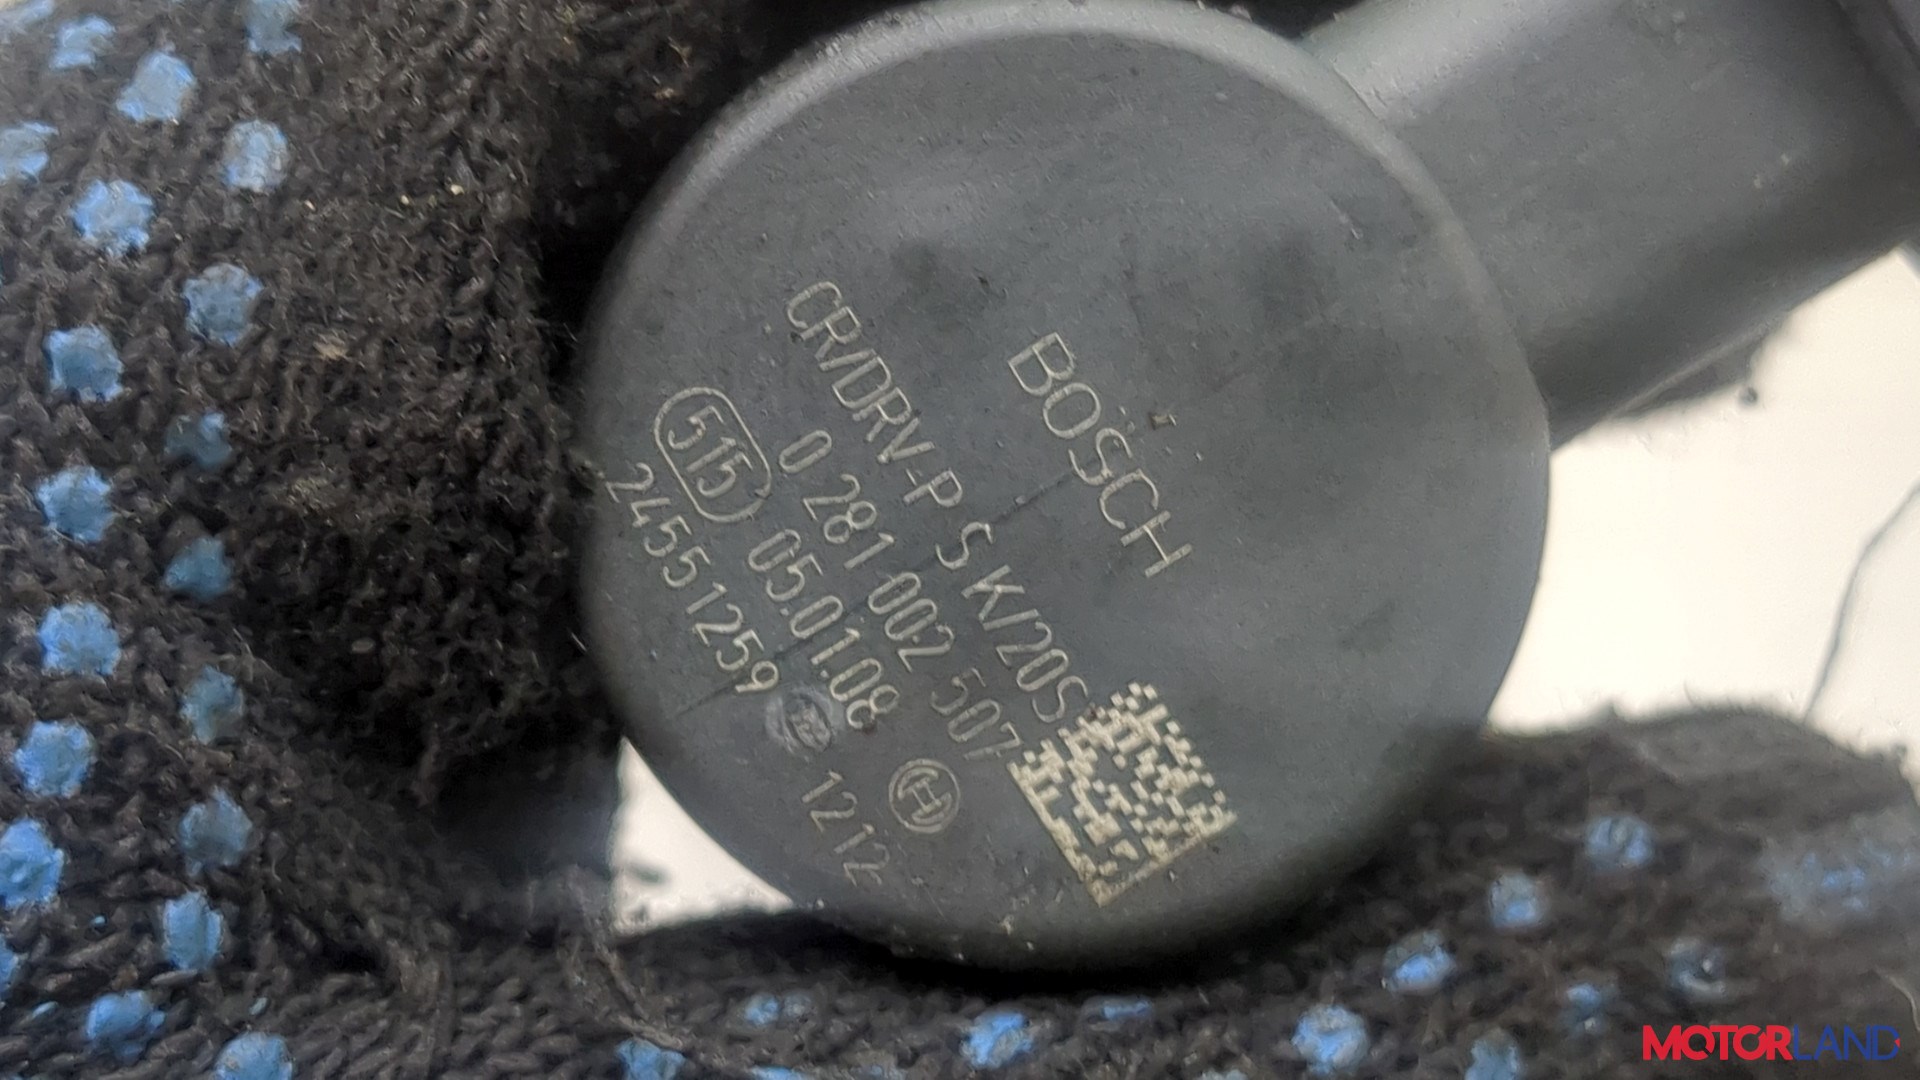 BOSCH
CR/DRV-P S K/20S
0 281 002 507
515 05.01.08
24551259 1212
MOTORLAND